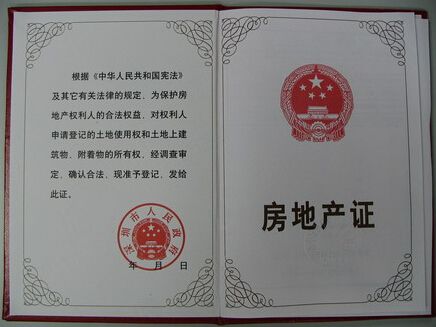 根据《中华人民共和国宪法》
及其它有关法律的规定，为保护房
地产权利人的合法权益，对权利人
申请登记的土地使用权和土地上建
筑物、附着物的所有权，经调查审
定，确认合法，现准予登记，发给
此证。
深圳市人民政府
年 月 日
房地产证